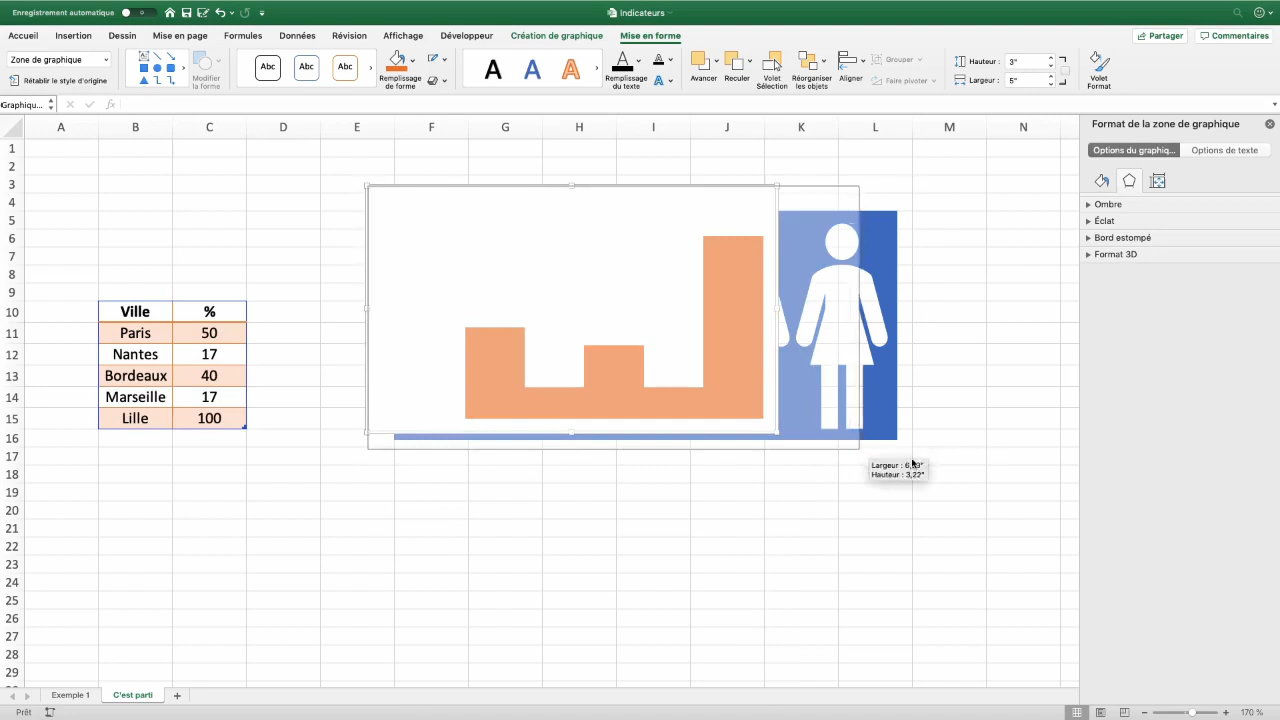 Enregistrement automatique
Indicateurs
Accueil Insertion Dessin Mise en page Formules Données Révision Affichage Développeur Création de graphique Mise en forme Partager Commentaires
Zone de graphique
Rétablir le style d'origine
Modifier
la forme
Abc Abc Abc
Remplissage
de forme
A A A
Remplissage
du texte
Avancer
Reculer
Volet
Sélection
Réorganiser
les objets
Aligner
Grouper
Faire pivoter
Hauteur : 3"
Largeur : 5"
Volet
Format
Graphiqu...
fx
A B C D E F G H I J K L M N
1
2
3
4
5
6
7
8
9
10 Ville %
11 Paris 50
12 Nantes 17
13 Bordeaux 40
14 Marseille 17
15 Lille 100
16
17
18
19
20
21
22
23
24
25
26
27
28
29
Hauteur : 3,22"
Format de la zone de graphique
Options du graphiq... Options de texte
Ombre
Éclat
Bord estompé
Format 3D
Exemple 1 C'est parti
Prêt
170 %